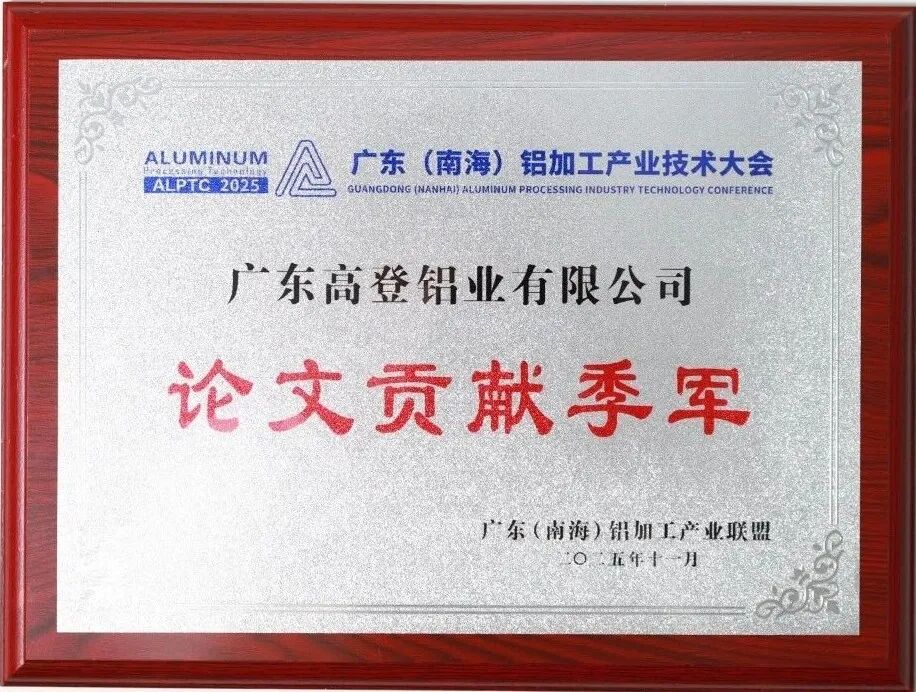 ALUMINUM
Processing Technology
ALPTC 2025
广东（南海）铝加工产业技术大会
GUANGDONG (NANHAI) ALUMINUM PROCESSING INDUSTRY TECHNOLOGY CONFERENCE
广东高登铝业有限公司
论文贡献季军
广东（南海）铝加工产业联盟
二〇二五年十一月